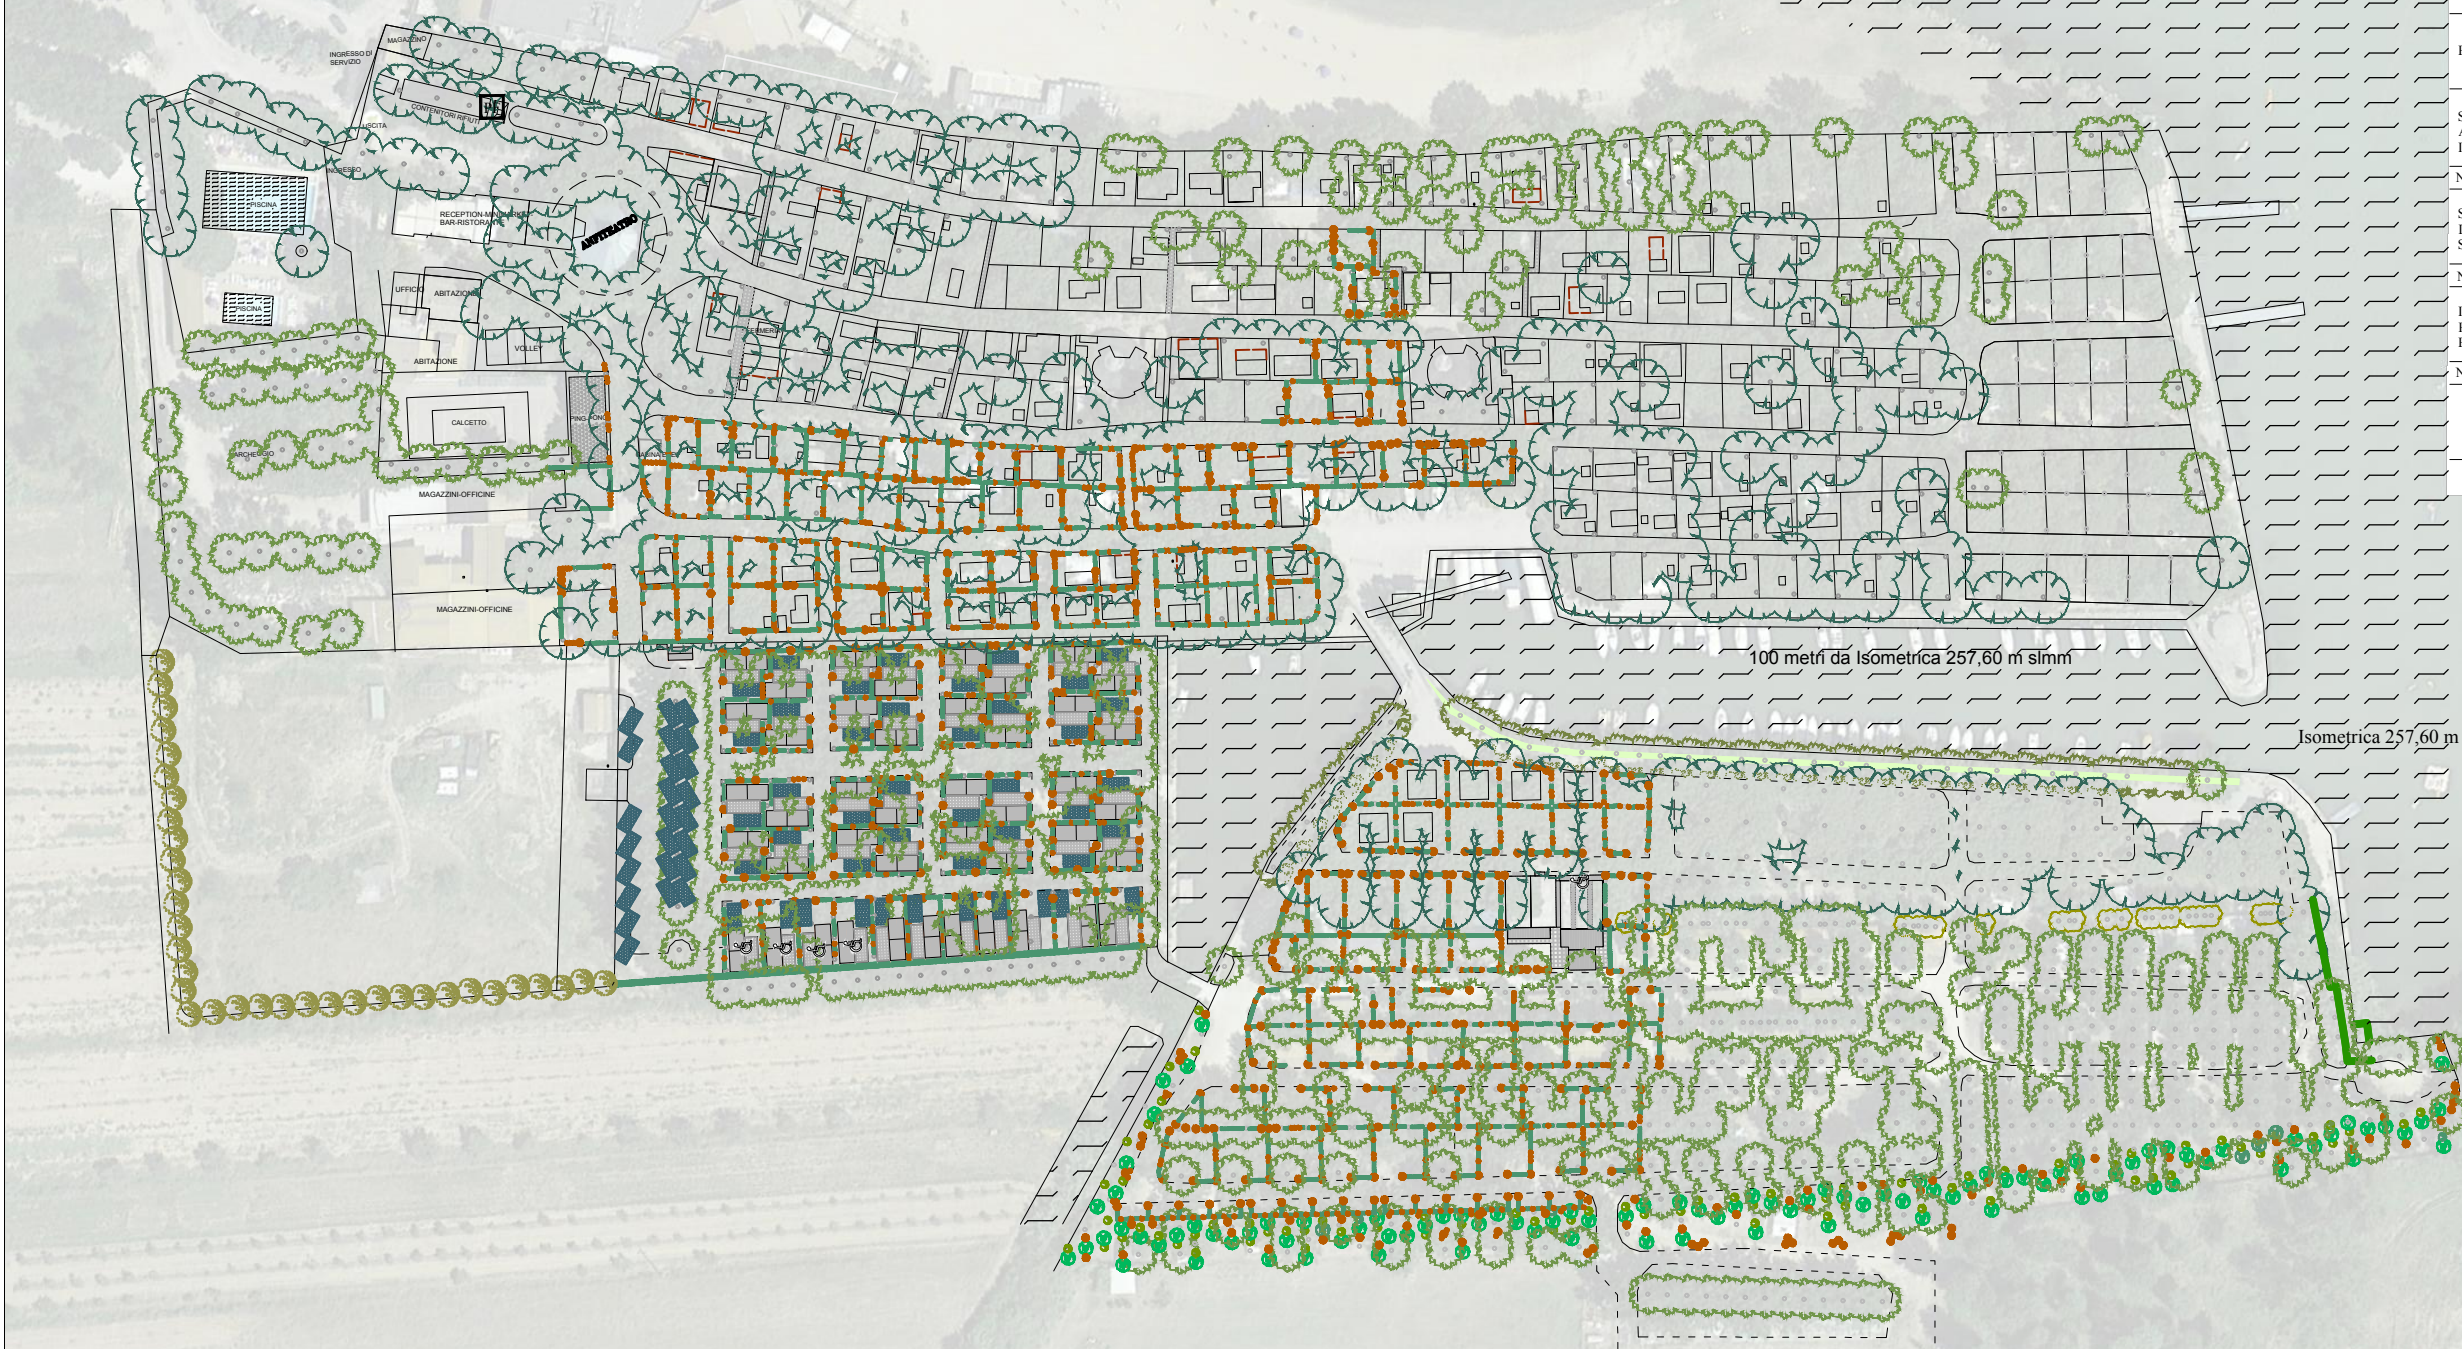 MAGAZZINO
INGRESSO DI
SERVIZIO
CONTENITORI RIFIUTI
USCITA
INGRESSO
PISCINA
RECEPTION-MINIMARKET
BAR-RISTORANTE
ANFITEATRO
UFFICIO
ABITAZIONE
PISCINA
VOLLEY
ABITAZIONE
CALCETTO
PING-PONG
MAGAZZINI-OFFICINE
MAGAZZINI-OFFICINE
100 metri da Isometrica 257,60 m slmm
Isometrica 257,60 m